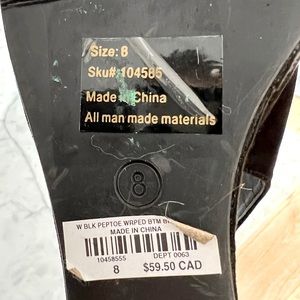 Size: 8
Sku# 104585
Made in China
All man made materials
8
W BLK PEPTOE WRPED BTM
MADE IN CHINA
10458555
DEPT 0063
8
$59.50 CAD